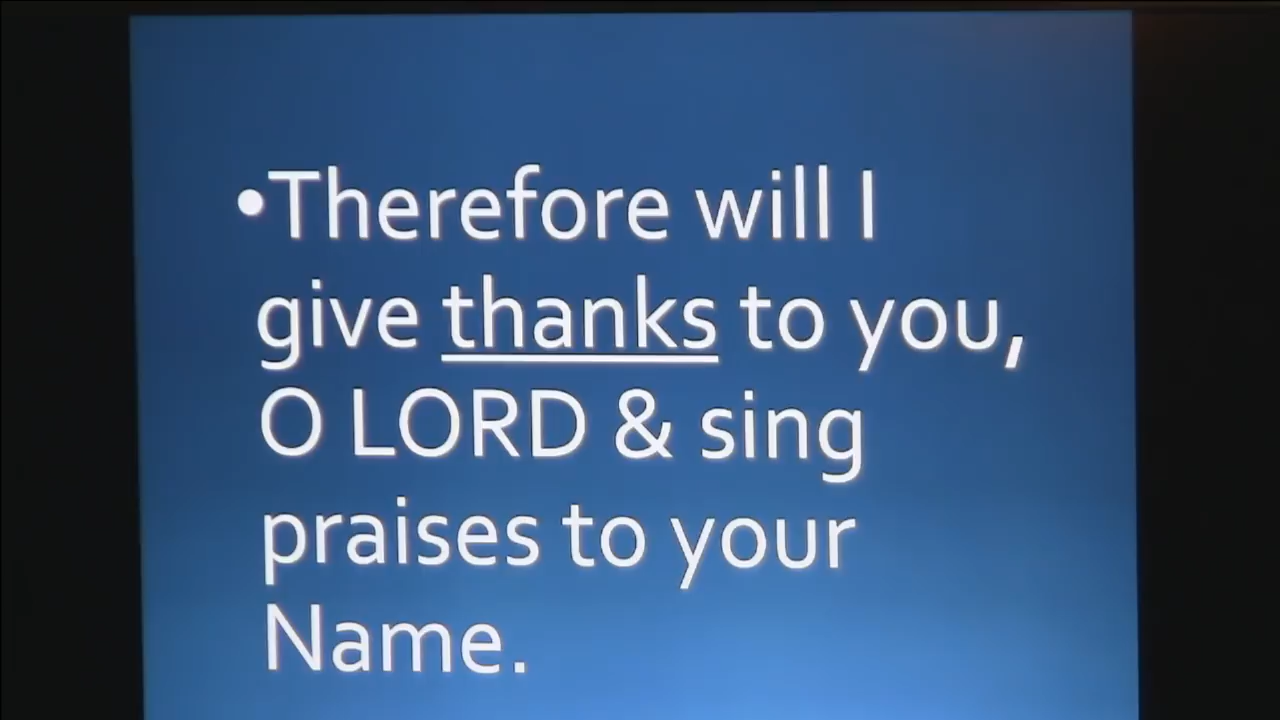 •Therefore will I
give thanks to you,
O LORD & sing
praises to your
Name.